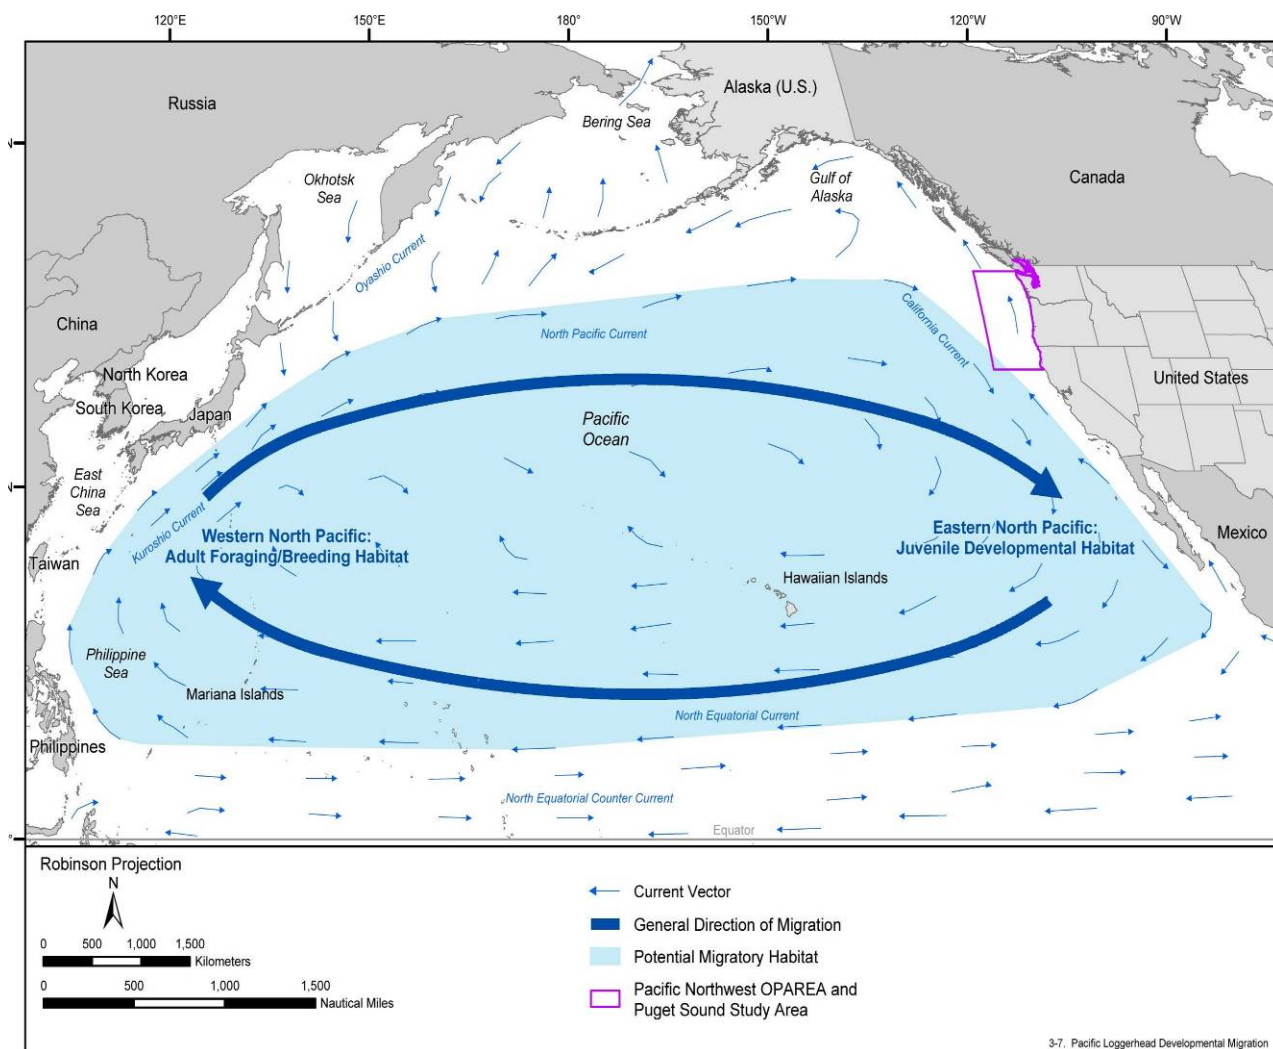 120°E 150°E 180° 150°W 120°W 90°W
Russia
Alaska (U.S.)
Bering Sea
Okhotsk
Sea
Gulf of
Alaska
Canada
Oyashio Current
China
North Pacific Current
California Current
North Korea
South Korea
Japan
United States
Pacific
Ocean
East
China
Sea
Kuroshio Current
Western North Pacific:
Adult Foraging/Breeding Habitat
Eastern North Pacific:
Juvenile Developmental Habitat
Mexico
Taiwan
Hawaiian Islands
Philippine
Sea
Mariana Islands
North Equatorial Current
Philippines
North Equatorial Counter Current
Equator
Robinson Projection
N
0 500 1,000 1,500
Kilometers
0 500 1,000 1,500
Nautical Miles
Current Vector
General Direction of Migration
Potential Migratory Habitat
Pacific Northwest OPAREA and
Puget Sound Study Area
3-7. Pacific Loggerhead Developmental Migration